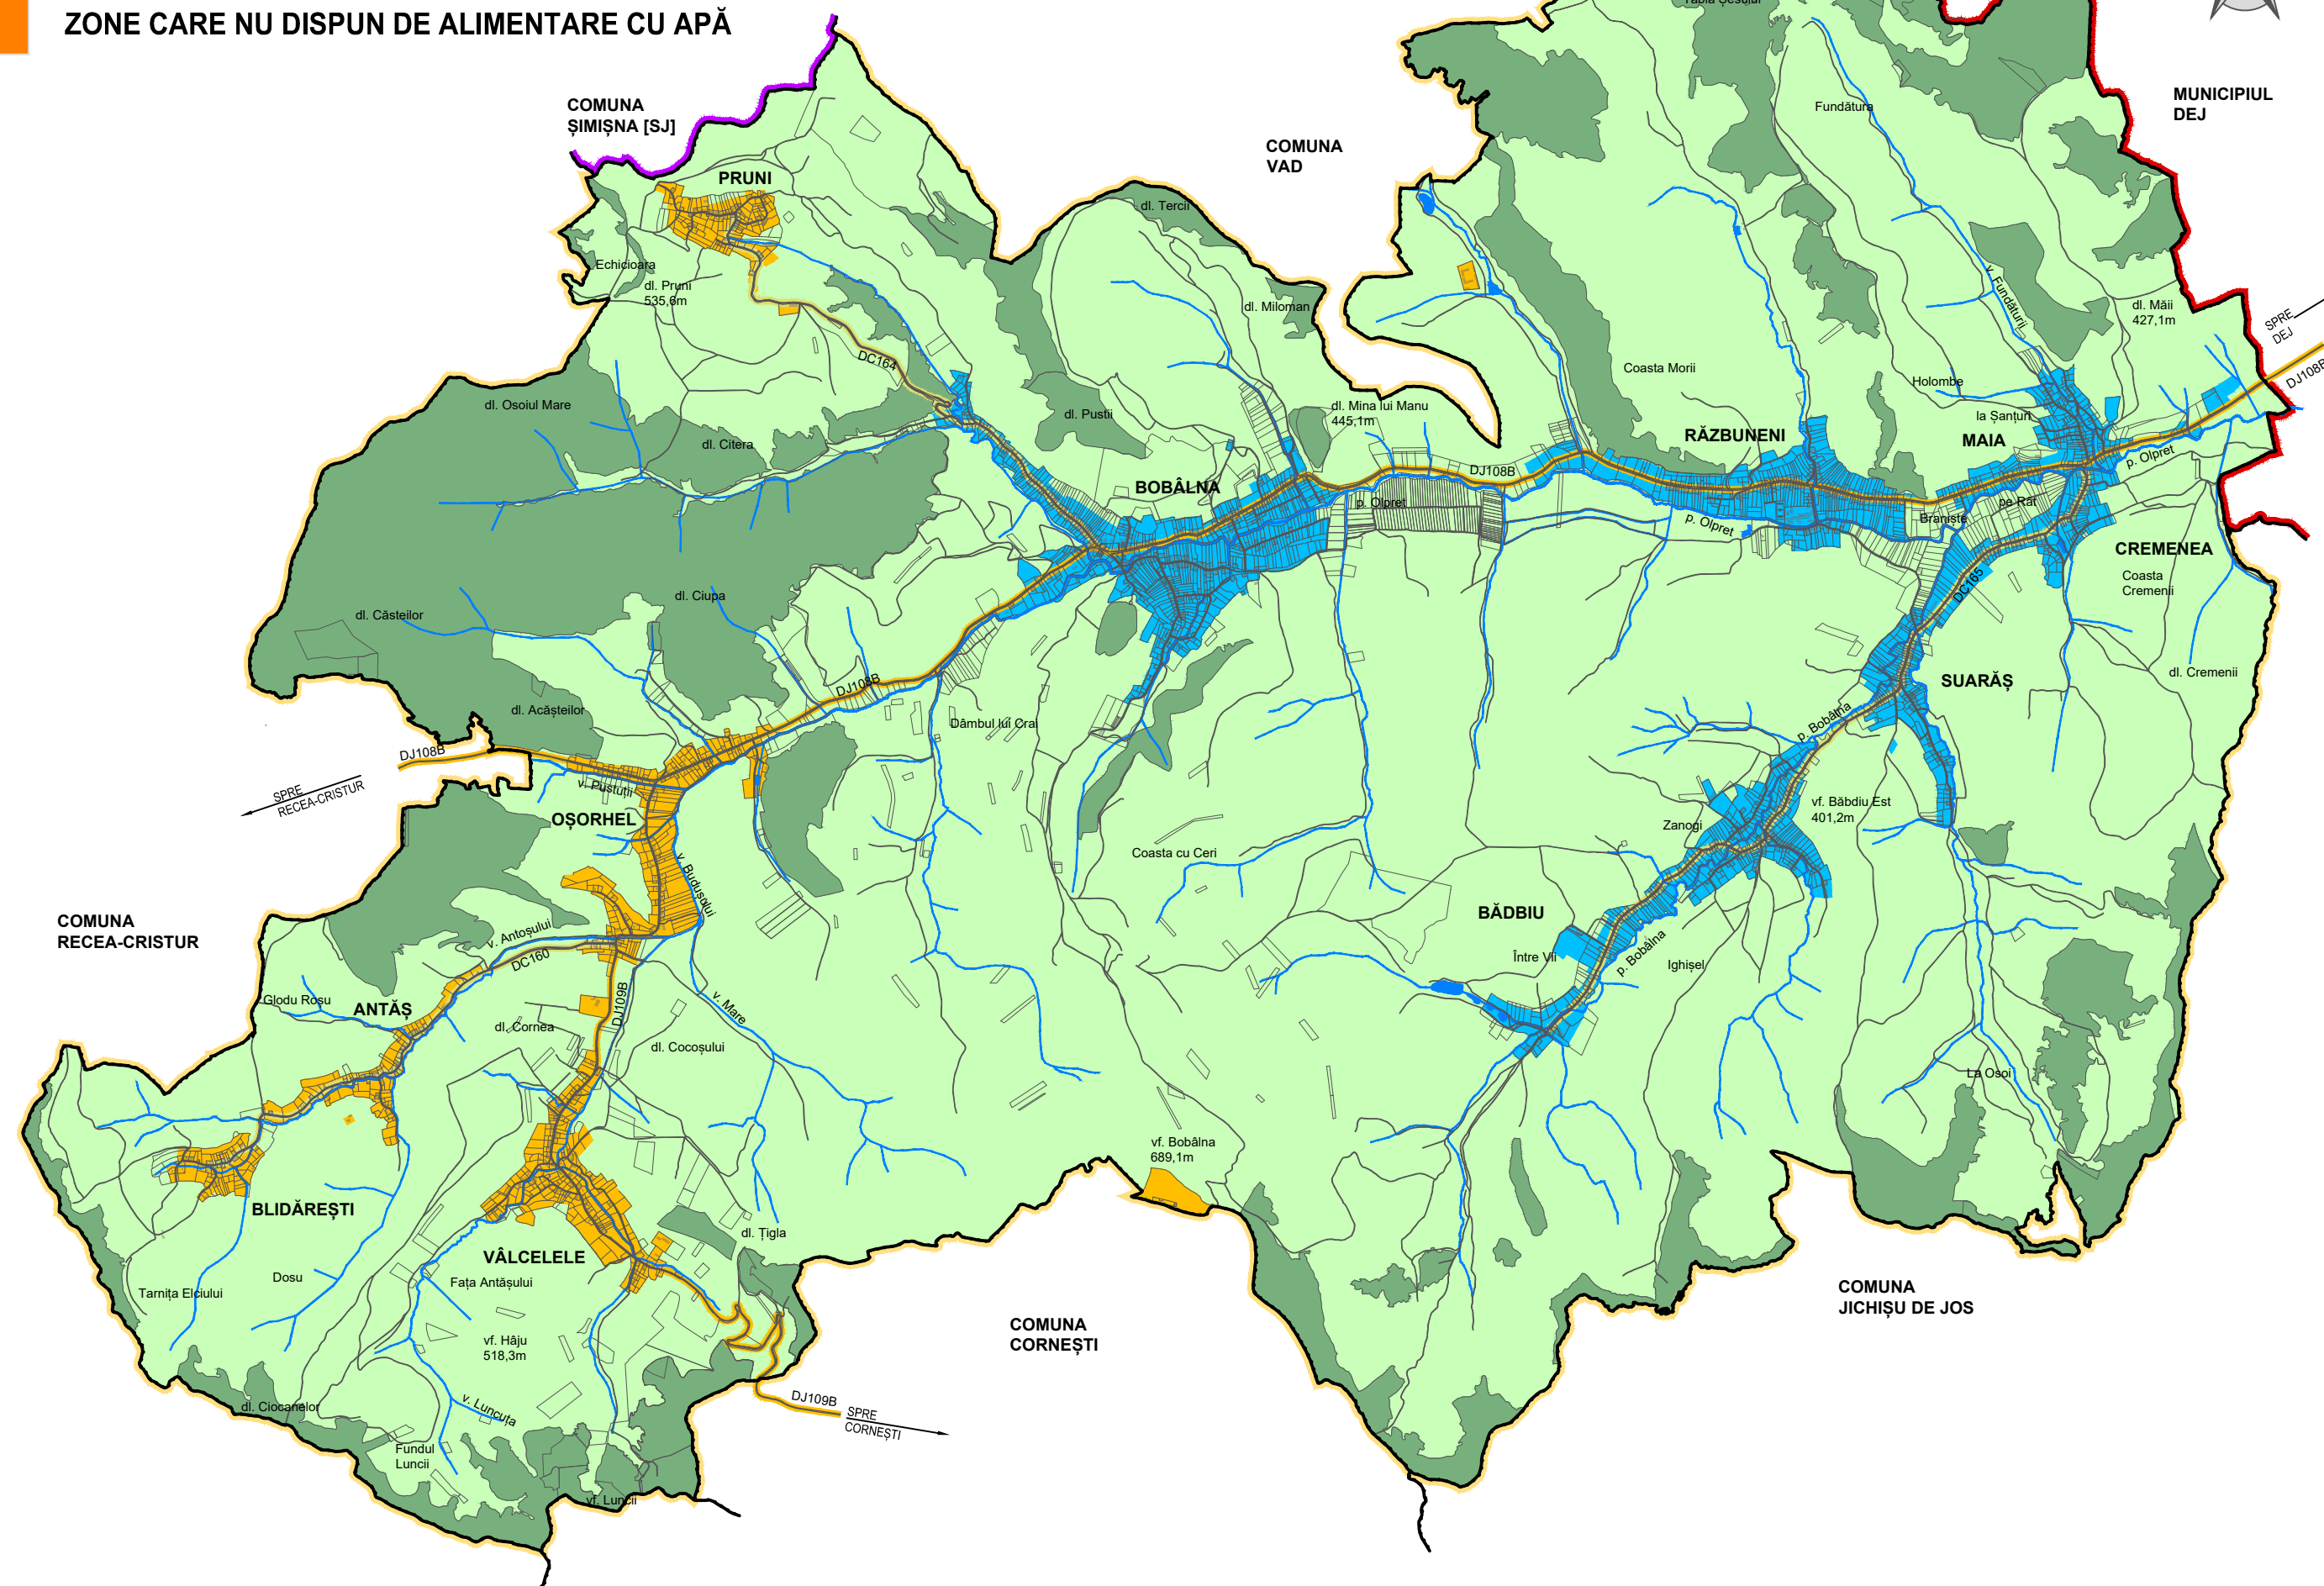 ZONE CARE NU DISPUN DE ALIMENTARE CU APĂ
MUNICIPIUL
DEJ
COMUNA
ȘIMIȘNA [SJ]
COMUNA
VAD
Fundătura
PRUNI
dl. Tercii
Echicioara
dl. Pruni
535,6m
v. Fundăturii
dl. Miloman
dl. Măii
427,1m
SPRE
DEJ
DJ108B
DC164
Coasta Morii
Holombe
dl. Osoiul Mare
dl. Pustii
dl. Mina lui Manu
445,1m
la Șanțuri
RĂZBUNENI
MAIA
dl. Citera
p. Olpret
DJ108B
BOBÂLNA
p. Olpret
pe Rât
p. Olpret
Braniște
CREMENEA
Coasta
Cremenii
DC165
dl. Căsteilor
dl. Ciupa
dl. Cremenii
SUARĂȘ
DJ108B
dl. Acășteilor
Dâmbul lui Crai
p. Bobâlna
DJ108B
SPRE
RECEA-CRISTUR
v. Pustuții
OȘORHEL
vf. Băbdiu Est
401,2m
Zanogi
Coasta cu Ceri
v. Budușului
COMUNA
RECEA-CRISTUR
BĂDBIU
v. Antoșului
DC160
Între Vii
p. Bobâlna
Ighișel
Glodu Roșu
ANTĂȘ
DJ109B
v. Mare
dl. Cornea
dl. Cocoșului
La Osoi
vf. Bobâlna
689,1m
BLIDĂREȘTI
dl. Țigla
VÂLCELELE
Dosu
Fața Antășului
Tarnița Elciului
COMUNA
JICHIȘU DE JOS
COMUNA
CORNEȘTI
vf. Hâju
518,3m
DJ109B
SPRE
CORNEȘTI
dl. Ciocanelor
v. Luncuța
Fundul
Luncii
vf. Luncii